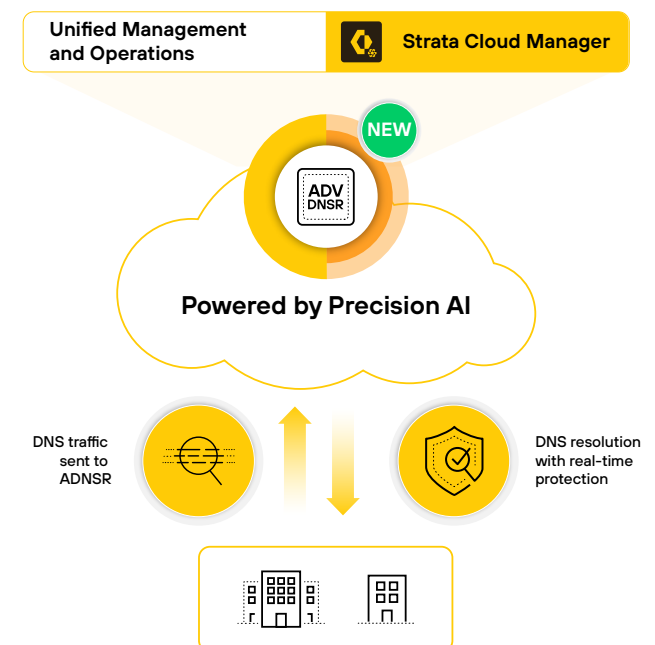 Unified Management
and Operations
Strata Cloud Manager
NEW
ADV
DNSR
Powered by Precision AI
DNS traffic
sent to
ADNSR
DNS resolution
with real-time
protection